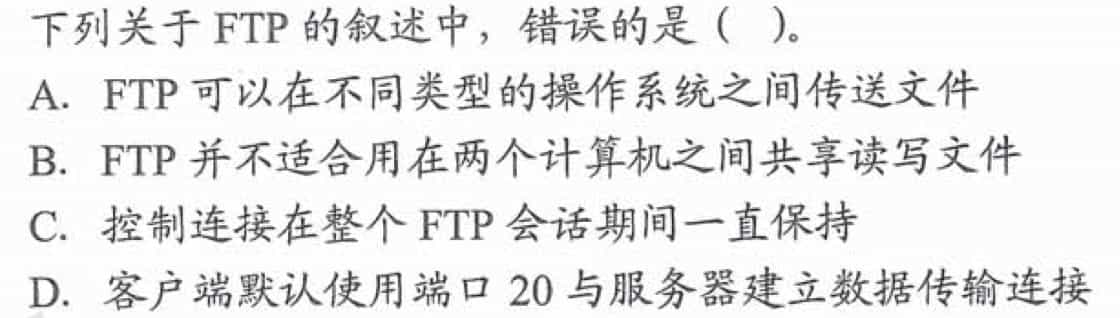 下列关于 FTP 的叙述中，错误的是（ ）。
A. FTP 可以在不同类型的操作系统之间传送文件
B. FTP 并不适合用在两个计算机之间共享读写文件
C. 控制连接在整个 FTP 会话期间一直保持
D. 客户端默认使用端口 20 与服务器建立数据传输连接